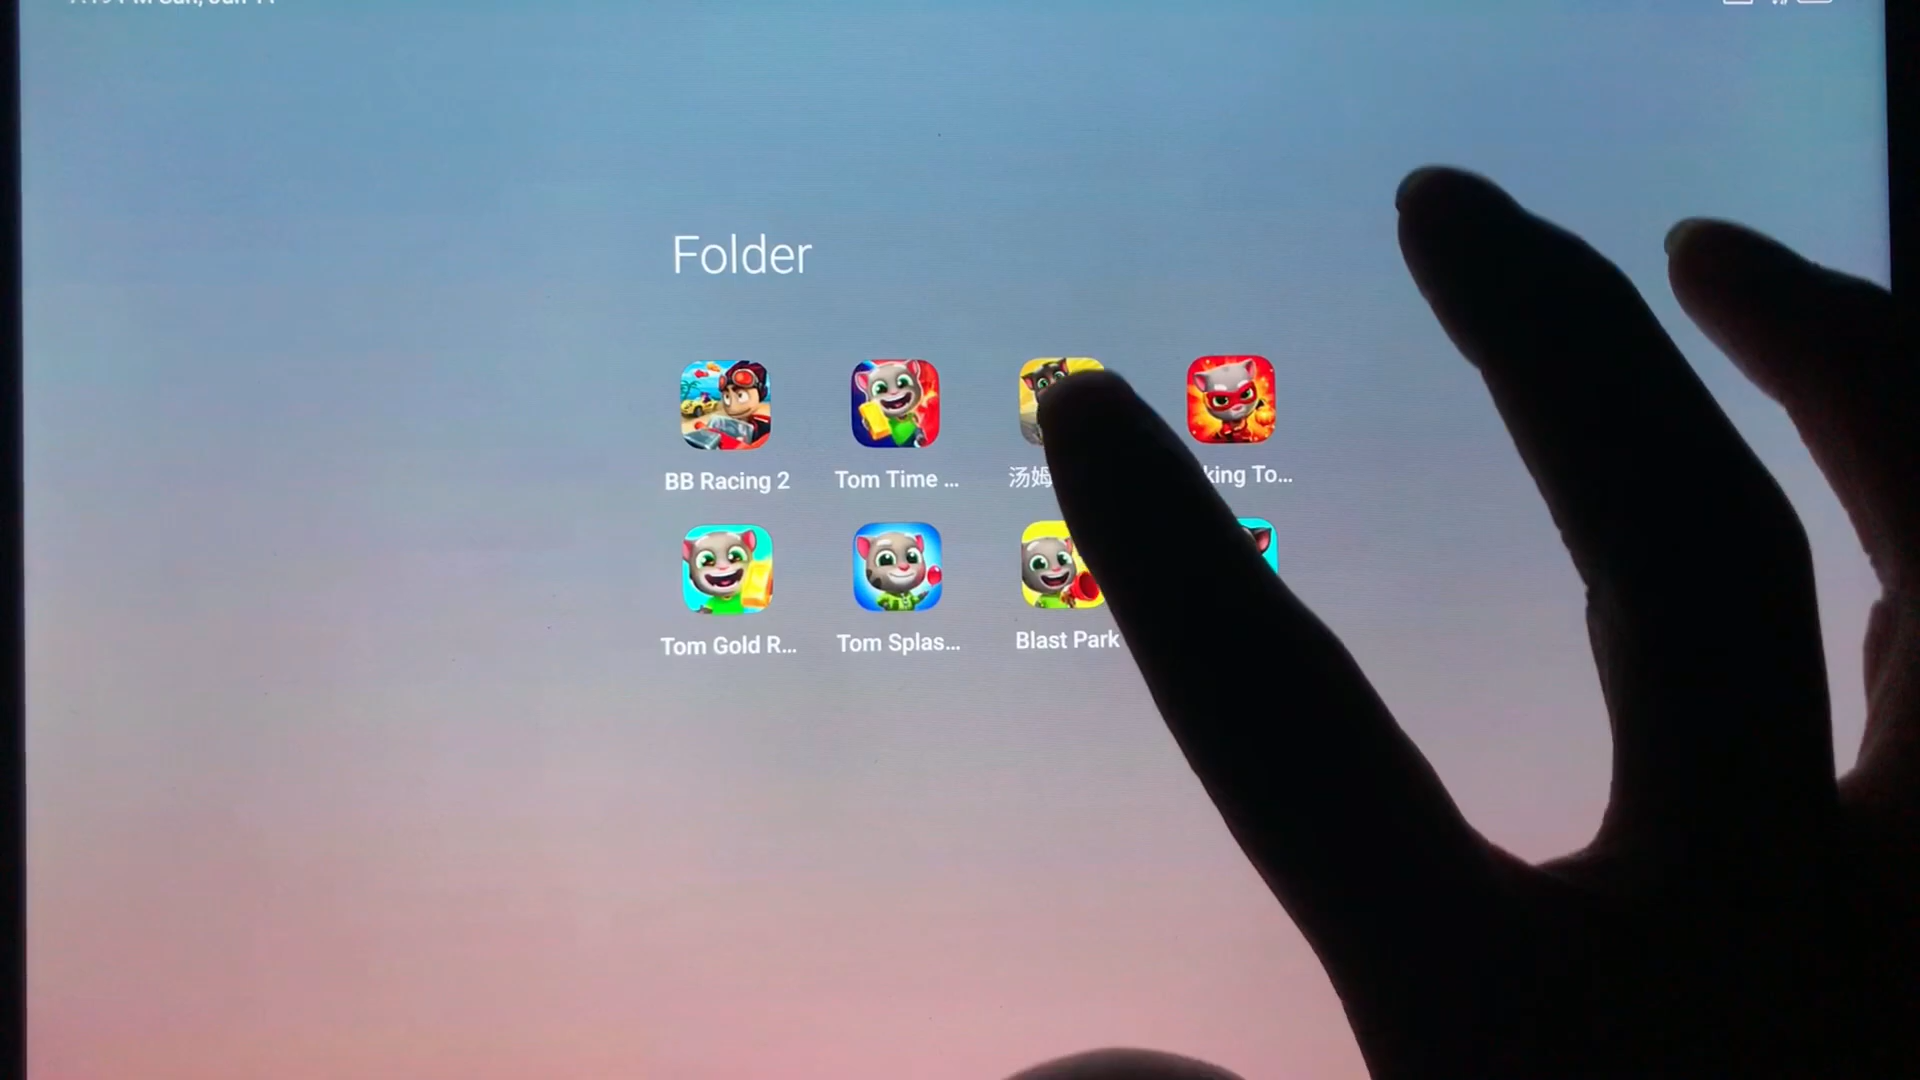 Folder
BB Racing 2
Tom Time ...
汤姆
king To...
Tom Gold R...
Tom Splas...
Blast Park